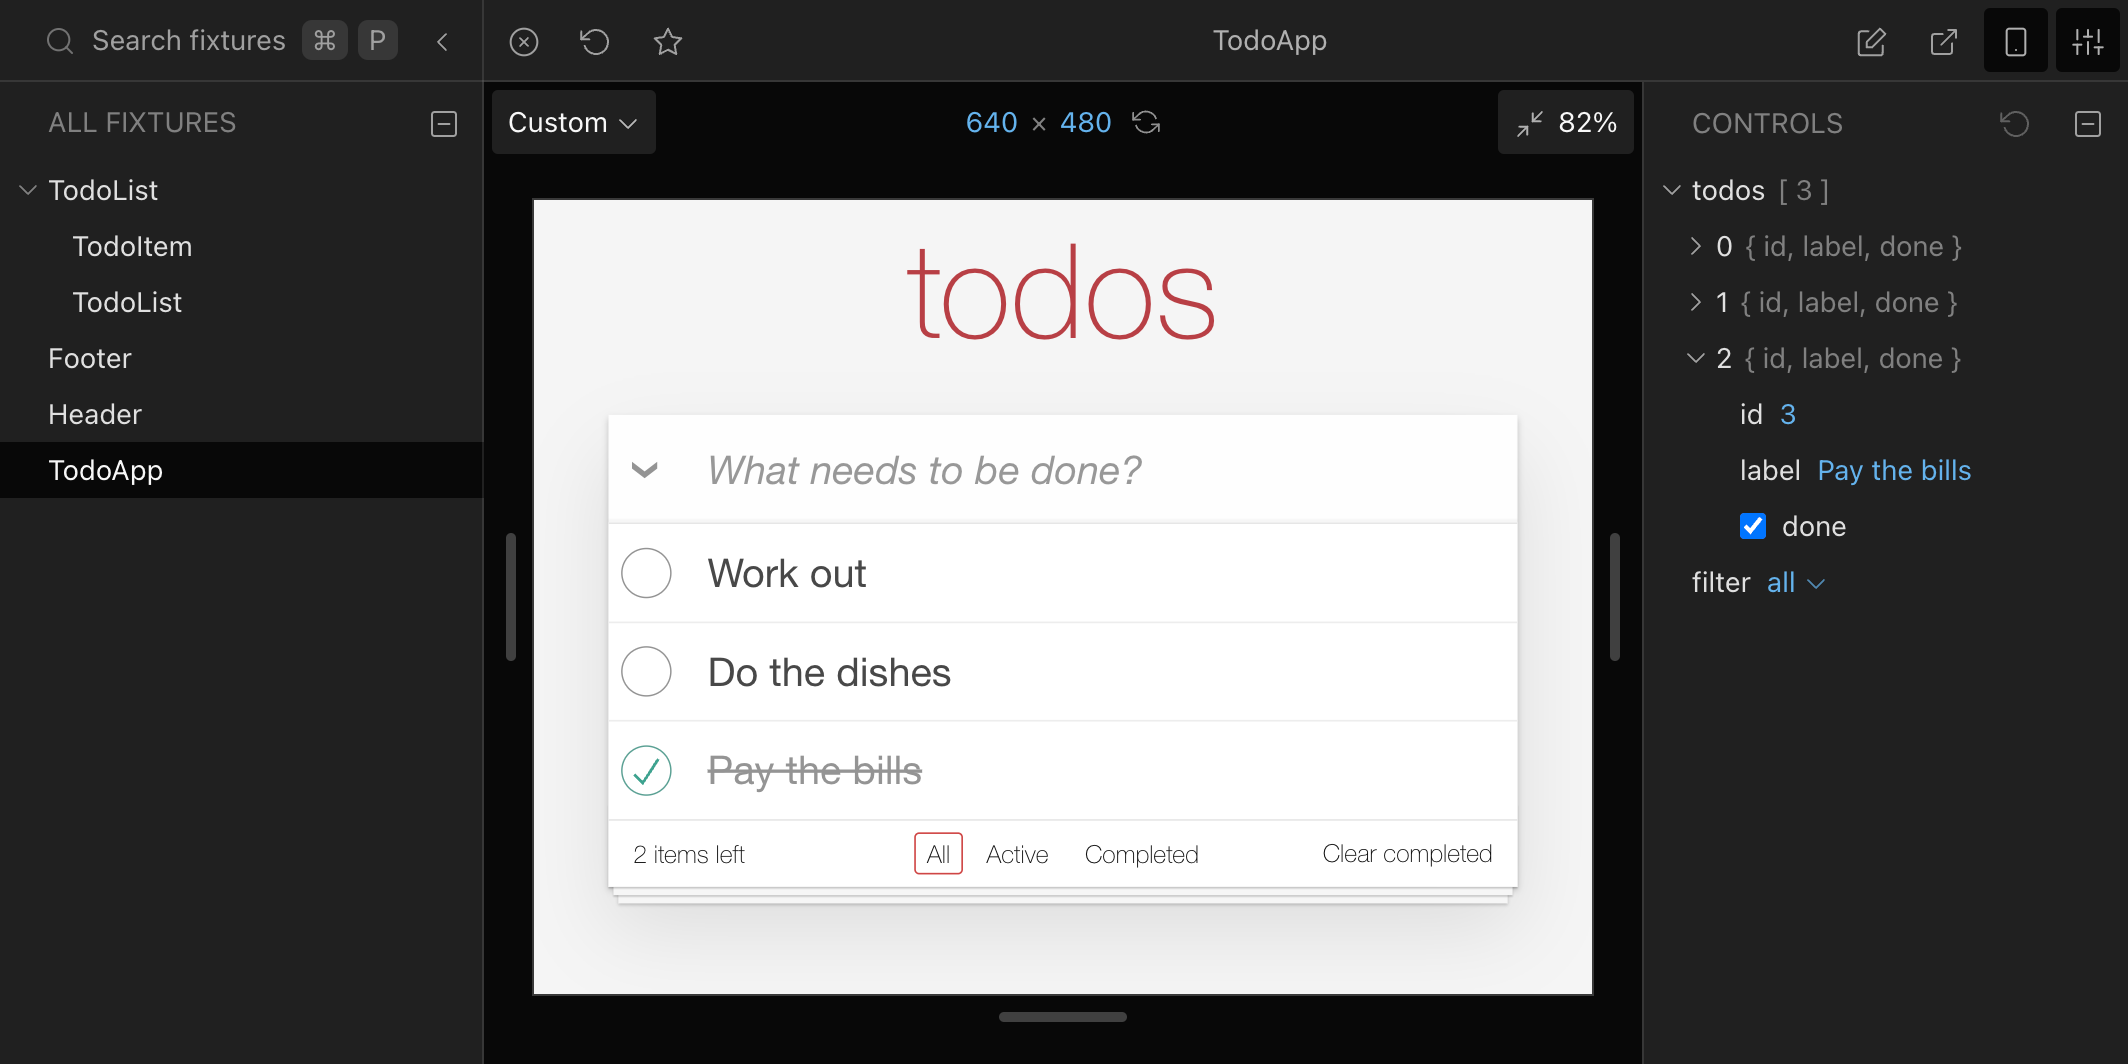 Search fixtures ⌘ P
TodoApp
ALL FIXTURES
TodoList
TodoItem
TodoList
Footer
Header
TodoApp
Custom
640 × 480
82%
todos
What needs to be done?
Work out
Do the dishes
Pay the bills
2 items left
All
Active
Completed
Clear completed
CONTROLS
todos [ 3 ]
0 { id, label, done }
1 { id, label, done }
2 { id, label, done }
id 3
label Pay the bills
done
filter all